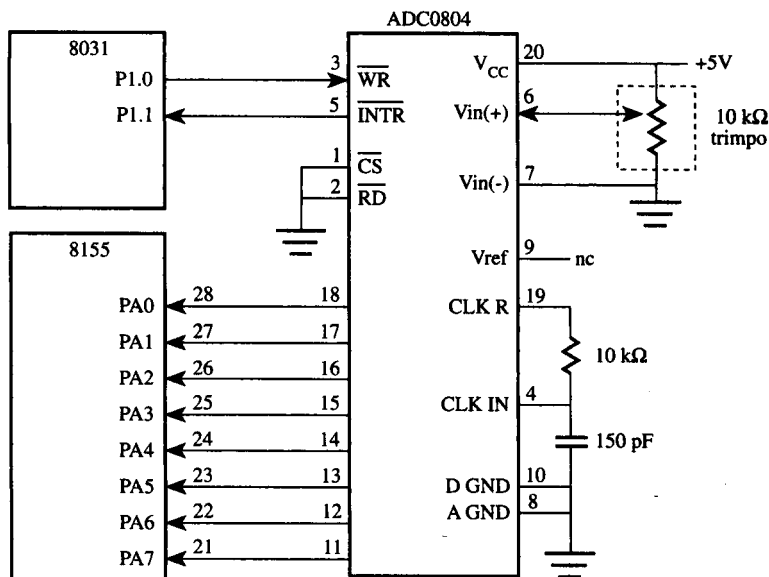 ADC0804
8031
P1.0
P1.1
3 WR
5 INTR
1 CS
2 RD
VCC 20 +5V
Vin(+) 6
10 kΩ
trimpo
Vin(-) 7
Vref 9 nc
CLK R 19
10 kΩ
CLK IN 4
150 pF
D GND 10
A GND 8
8155
PA0 28 18
PA1 27 17
PA2 26 16
PA3 25 15
PA4 24 14
PA5 23 13
PA6 22 12
PA7 21 11